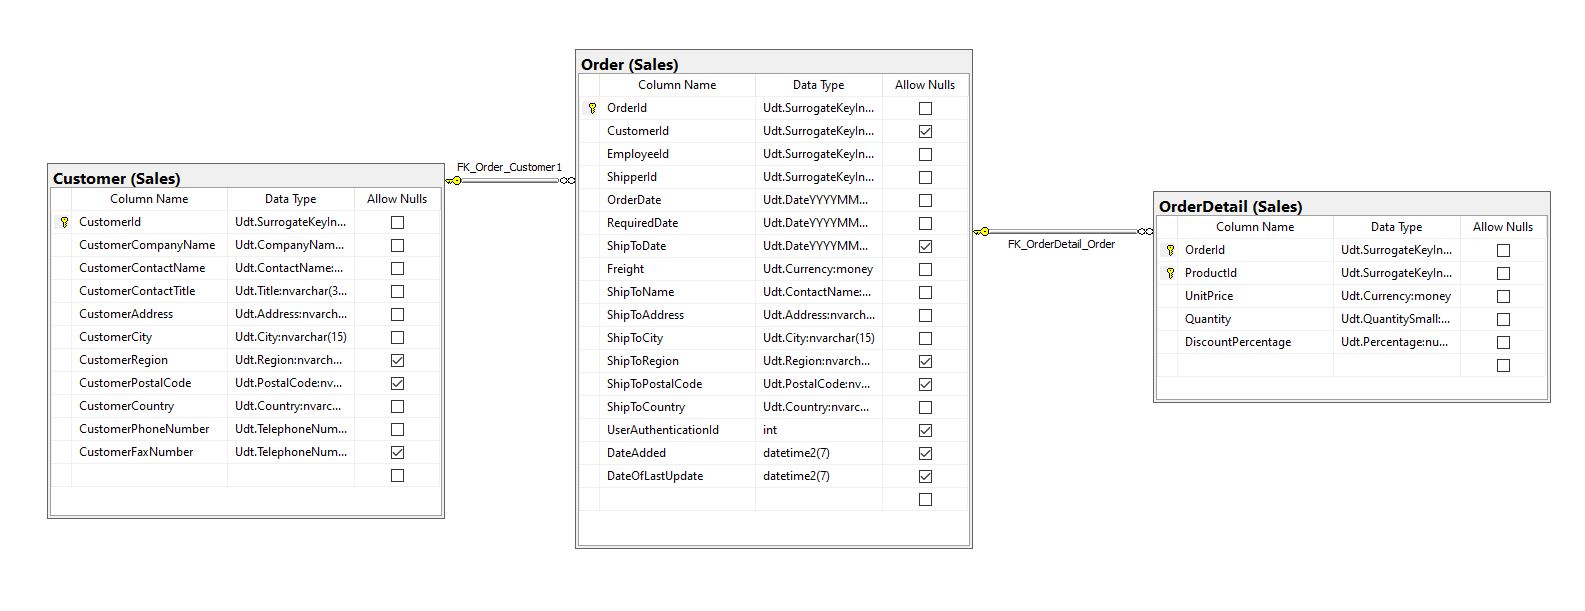 Customer (Sales)
Column Name Data Type Allow Nulls
CustomerId Udt.SurrogateKeyIn...
CustomerCompanyName Udt.CompanyNam...
CustomerContactName Udt.ContactName:...
CustomerContactTitle Udt.Title:nvarchar(3...
CustomerAddress Udt.Address:nvarch...
CustomerCity Udt.City:nvarchar(15)
CustomerRegion Udt.Region:nvarch...
CustomerPostalCode Udt.PostalCode:nv...
CustomerCountry Udt.Country:nvarc...
CustomerPhoneNumber Udt.TelephoneNum...
CustomerFaxNumber Udt.TelephoneNum...
FK_Order_Customer1
Order (Sales)
Column Name Data Type Allow Nulls
OrderId Udt.SurrogateKeyIn...
CustomerId Udt.SurrogateKeyIn...
EmployeeId Udt.SurrogateKeyIn...
ShipperId Udt.SurrogateKeyIn...
OrderDate Udt.DateYYYYMM...
RequiredDate Udt.DateYYYYMM...
ShipToDate Udt.DateYYYYMM...
Freight Udt.Currency:money
ShipToName Udt.ContactName:...
ShipToAddress Udt.Address:nvarch...
ShipToCity Udt.City:nvarchar(15)
ShipToRegion Udt.Region:nvarch...
ShipToPostalCode Udt.PostalCode:nv...
ShipToCountry Udt.Country:nvarc...
UserAuthenticationId int
DateAdded datetime2(7)
DateOfLastUpdate datetime2(7)
FK_OrderDetail_Order
OrderDetail (Sales)
Column Name Data Type Allow Nulls
OrderId Udt.SurrogateKeyIn...
ProductId Udt.SurrogateKeyIn...
UnitPrice Udt.Currency:money
Quantity Udt.QuantitySmall:...
DiscountPercentage Udt.Percentage:nu...